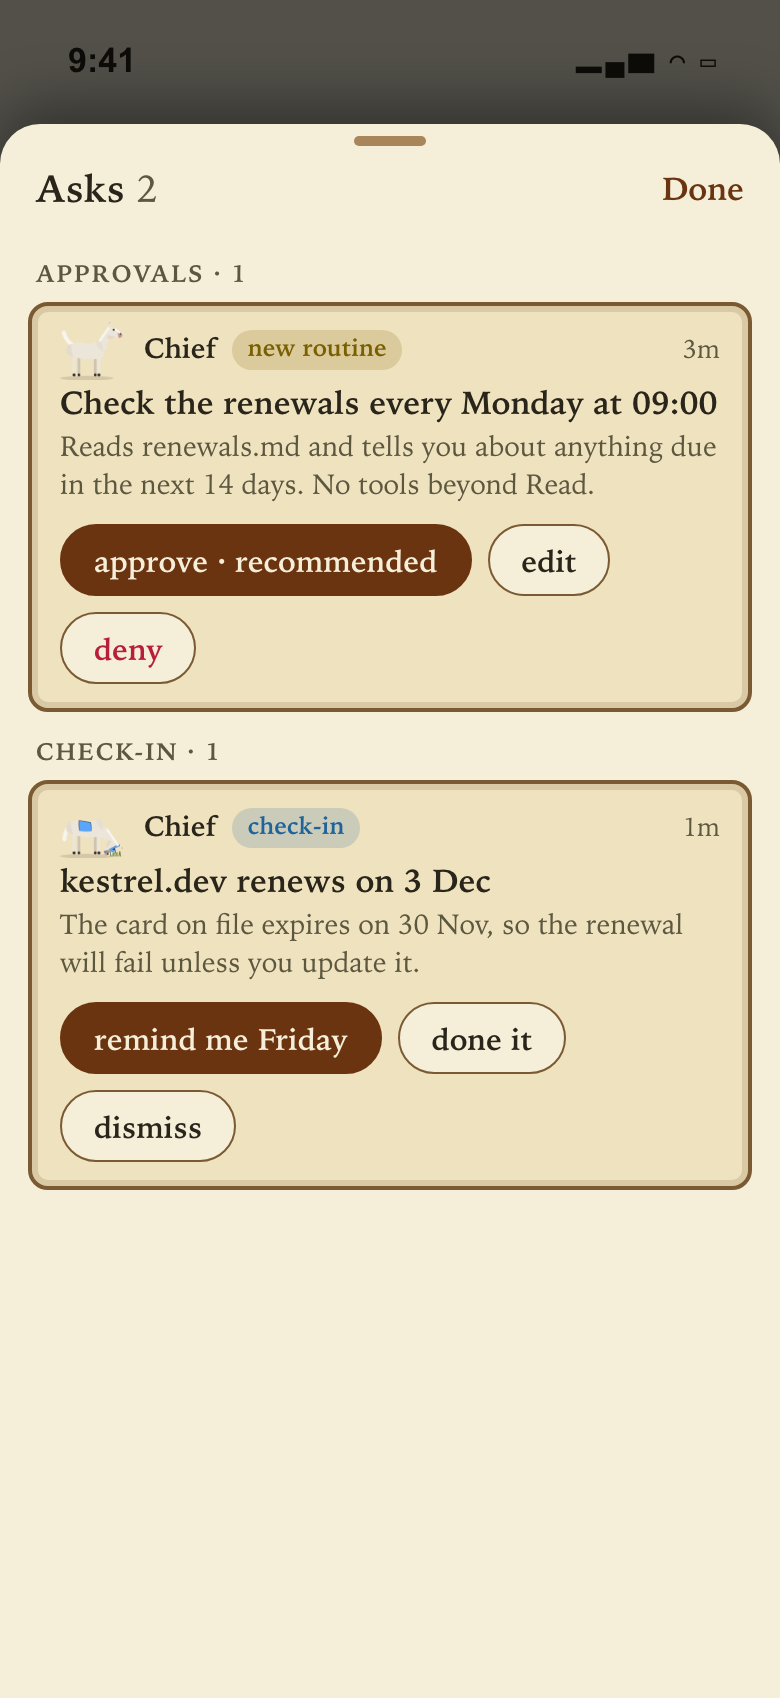 9:41
Asks 2
Done
APPROVALS · 1
Chief new routine 3m
Check the renewals every Monday at 09:00
Reads renewals.md and tells you about anything due
in the next 14 days. No tools beyond Read.
approve · recommended
edit
deny
CHECK-IN · 1
Chief check-in 1m
kestrel.dev renews on 3 Dec
The card on file expires on 30 Nov, so the renewal
will fail unless you update it.
remind me Friday
done it
dismiss